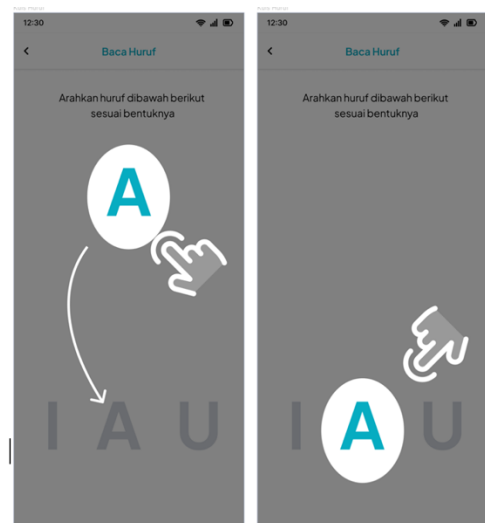 12:30
Baca Huruf
Arahkan huruf dibawah berikut
sesuai bentuknya
A
I A U
12:30
Baca Huruf
Arahkan huruf dibawah berikut
sesuai bentuknya
I A U